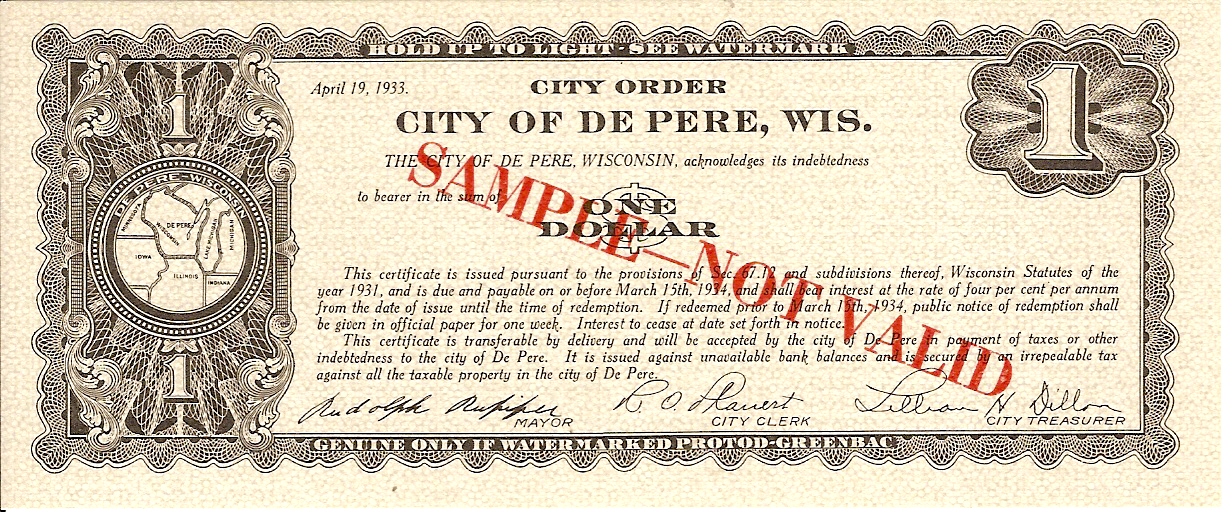 HOLD UP TO LIGHT - SEE WATERMARK
April 19, 1933.
CITY ORDER
1
1
CITY OF DE PERE, WIS.
THE CITY OF DE PERE, WISCONSIN, acknowledges its indebtedness
to bearer in the sum of
ONE
DOLLAR
SAMPLE—NOT VALID
DE PERE WISCONSIN
MINNESOTA
WISCONSIN
DE PERE
LAKE MICHIGAN
MICHIGAN
IOWA
ILLINOIS
INDIANA
This certificate is issued pursuant to the provisions of Sec. 67.12 and subdivisions thereof, Wisconsin Statutes of the
year 1931, and is due and payable on or before March 15th, 1934, and shall bear interest at the rate of four per cent per annum
from the date of issue until the time of redemption. If redeemed prior to March 15th, 1934, public notice of redemption shall
be given in official paper for one week. Interest to cease at date set forth in notice.
This certificate is transferable by delivery and will be accepted by the city of De Pere in payment of taxes or other
indebtedness to the city of De Pere. It is issued against unavailable bank balances and is secured by an irrepealable tax
against all the taxable property in the city of De Pere.
1
Rudolph
R. O.
Lillian H Dillon
MAYOR
CITY CLERK
CITY TREASURER
GENUINE ONLY IF WATERMARKED PROTOD-GREENBAC